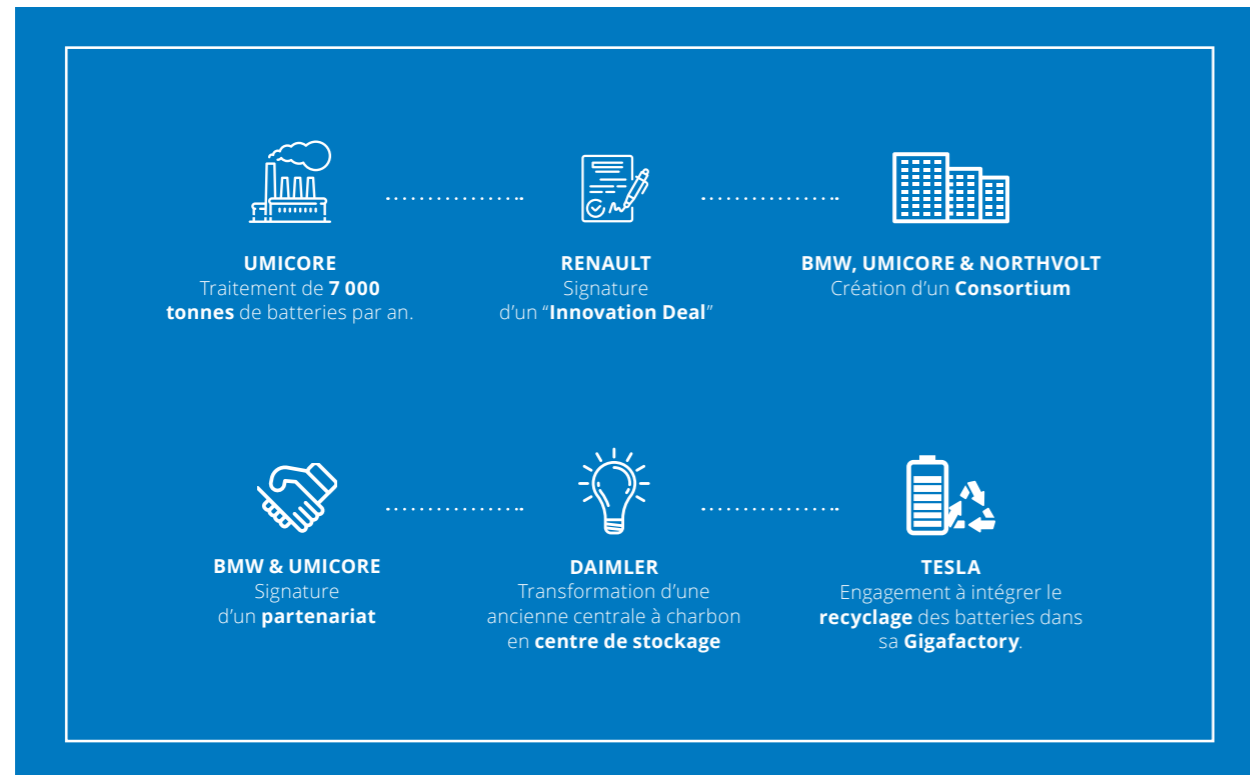 UMICORE
Traitement de 7 000
tonnes de batteries par an.
RENAULT
Signature
d’un “Innovation Deal”
BMW, UMICORE & NORTHVOLT
Création d’un Consortium
BMW & UMICORE
Signature
d’un partenariat
DAIMLER
Transformation d’une
ancienne centrale à charbon
en centre de stockage
TESLA
Engagement à intégrer le
recyclage des batteries dans
sa Gigafactory.